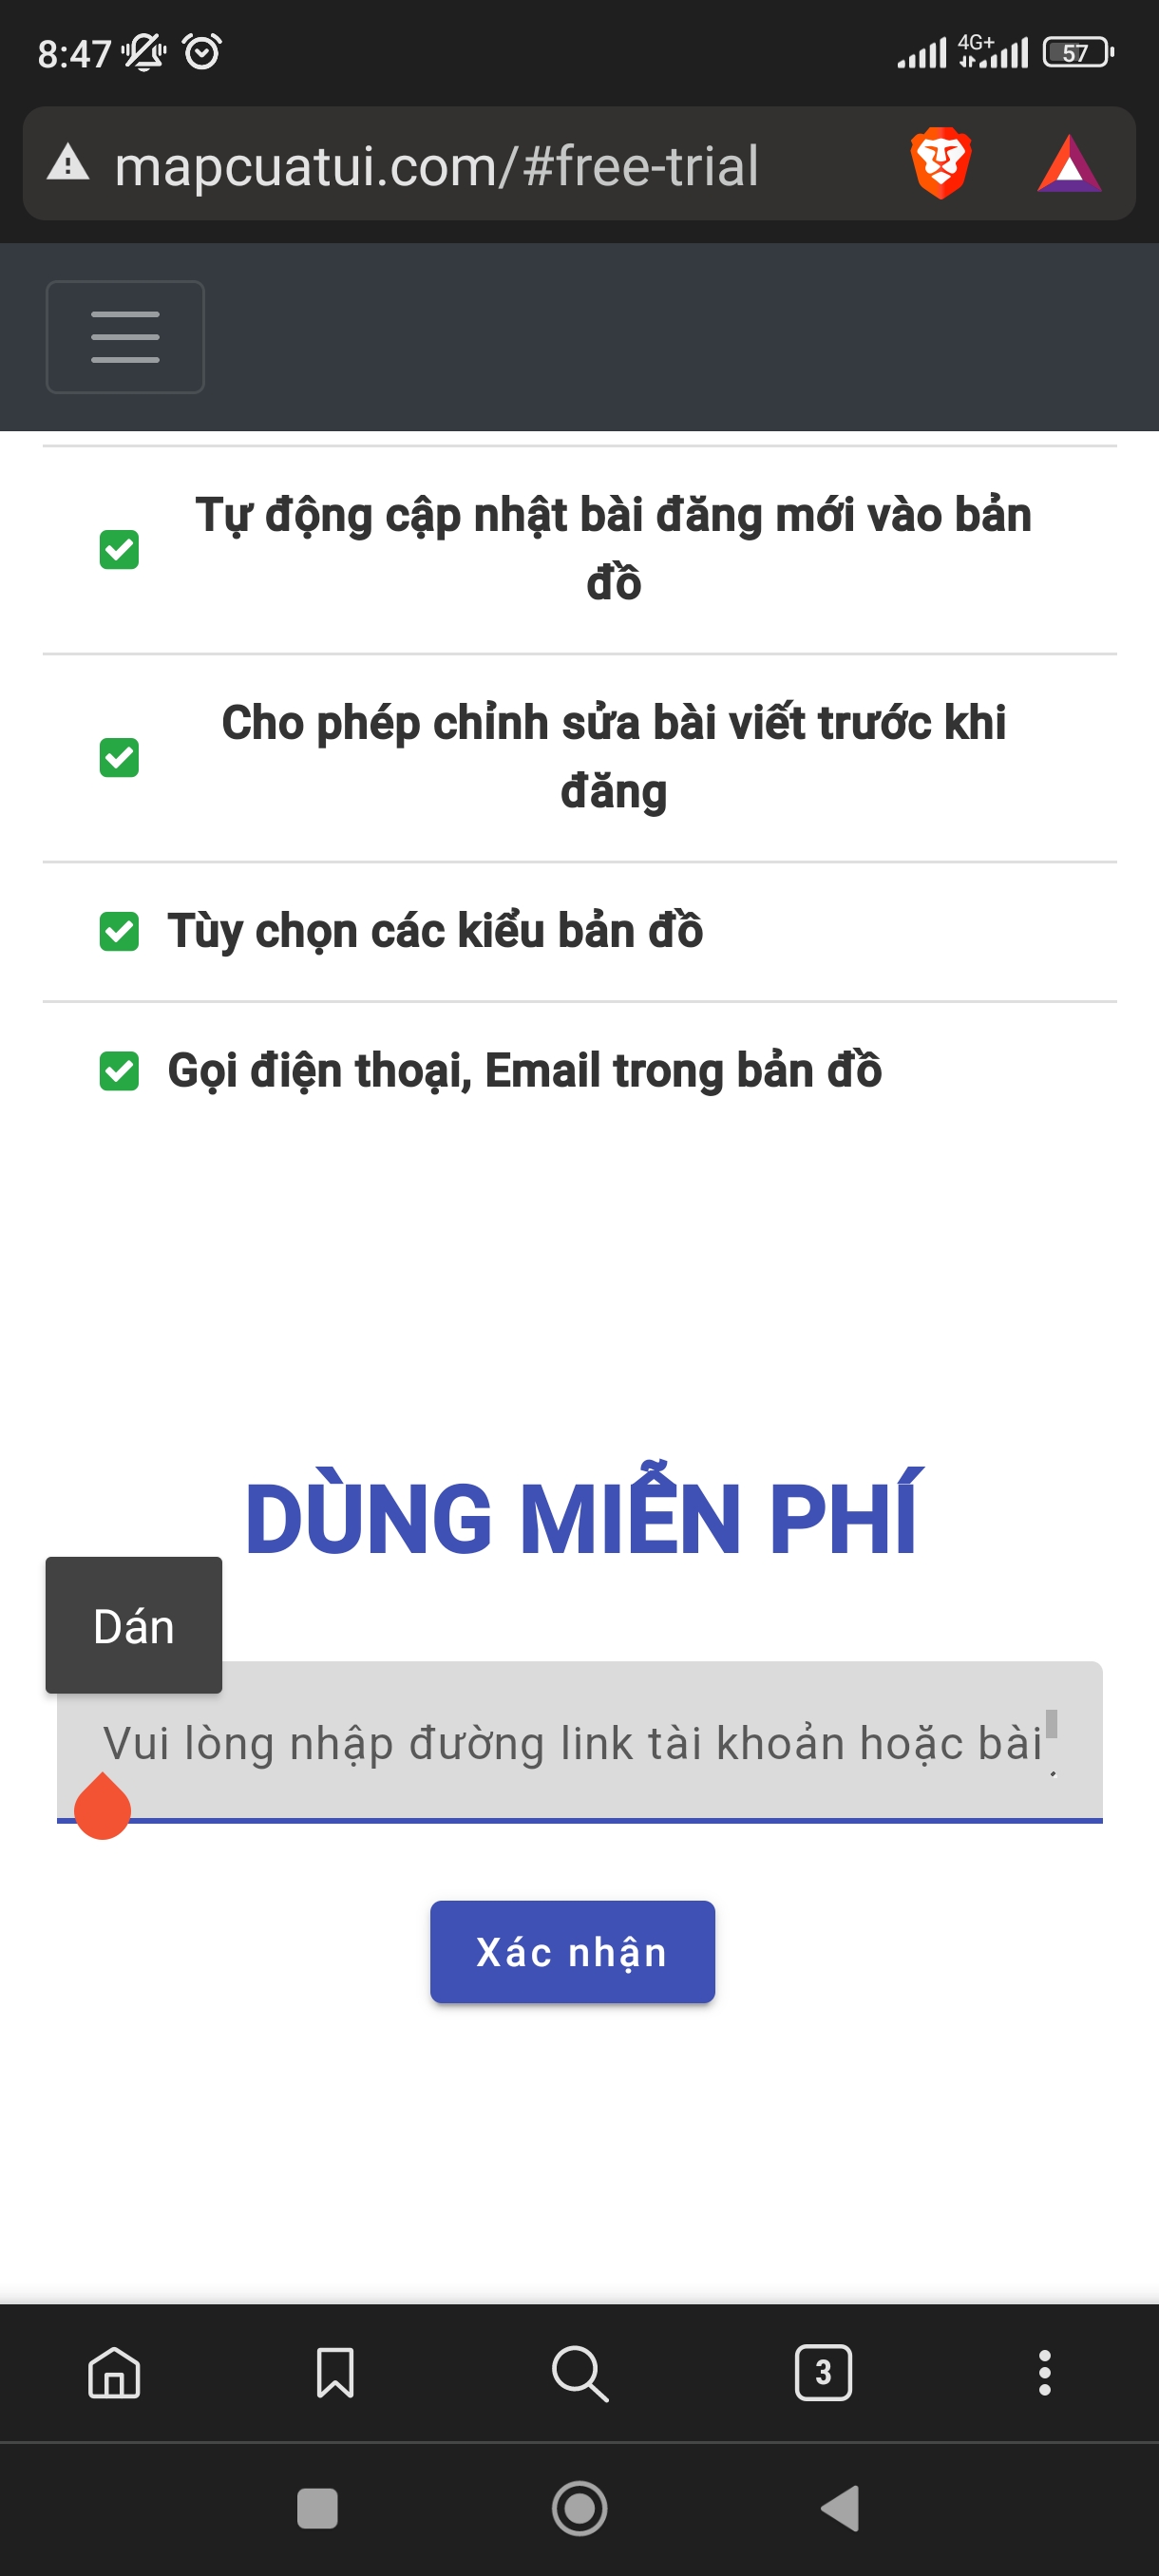 8:47
4G+
57
mapcuatui.com/#free-trial
Tự động cập nhật bài đăng mới vào bản
đồ
Cho phép chỉnh sửa bài viết trước khi
đăng
Tùy chọn các kiểu bản đồ
Gọi điện thoại, Email trong bản đồ
DÙNG MIỄN PHÍ
Dán
Vui lòng nhập đường link tài khoản hoặc bài
Xác nhận
3